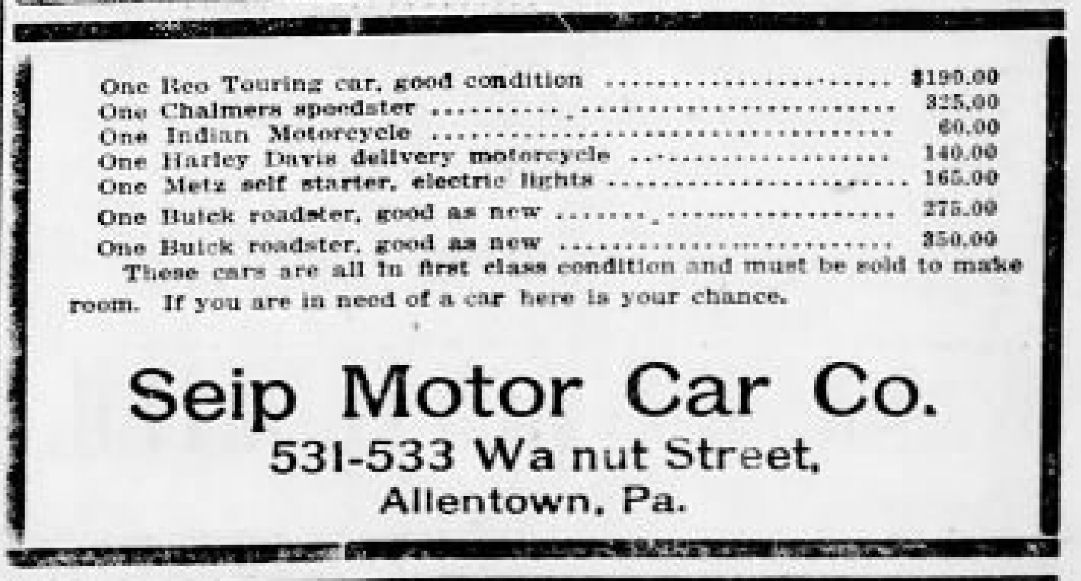 One Reo Touring car, good condition ........................ $190.00
One Chalmers speedster ........................ 325.00
One Indian Motorcycle ........................ 60.00
One Harley Davis delivery motorcycle ........................ 140.00
One Metz self starter, electric lights ........................ 165.00
One Buick roadster, good as new ........................ 275.00
One Buick roadster, good as new ........................ 350.00
These cars are all in first class condition and must be sold to make
room. If you are in need of a car here is your chance.
Seip Motor Car Co.
531-533 Wa nut Street,
Allentown, Pa.